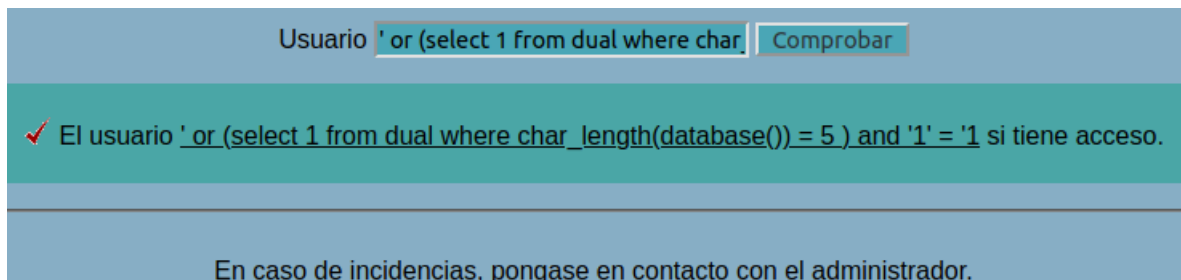 Usuario ' or (select 1 from dual where char_ Comprobar
El usuario ' or (select 1 from dual where char_length(database()) = 5 ) and '1' = '1 si tiene acceso.
En caso de incidencias, pongase en contacto con el administrador.